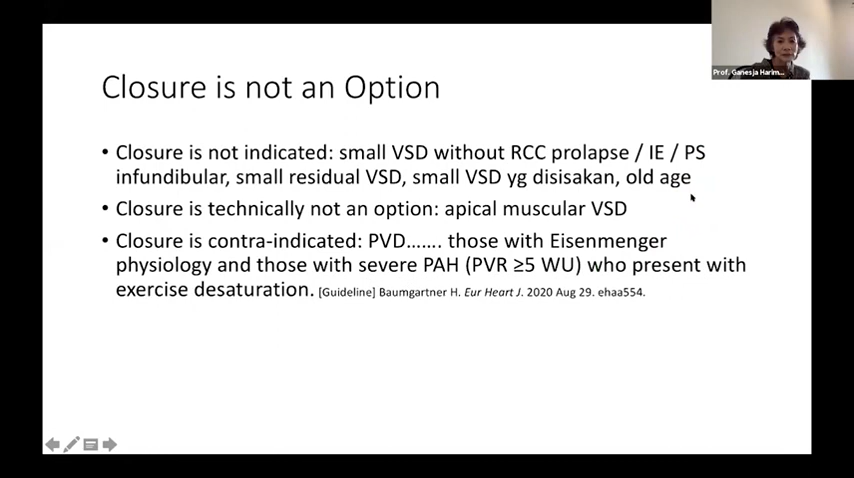 Prof. Ganesja Harim...
Closure is not an Option
• Closure is not indicated: small VSD without RCC prolapse / IE / PS
infundibular, small residual VSD, small VSD yg disisakan, old age
• Closure is technically not an option: apical muscular VSD
• Closure is contra-indicated: PVD....... those with Eisenmenger
physiology and those with severe PAH (PVR ≥5 WU) who present with
exercise desaturation. [Guideline] Baumgartner H. Eur Heart J. 2020 Aug 29. ehaa554.